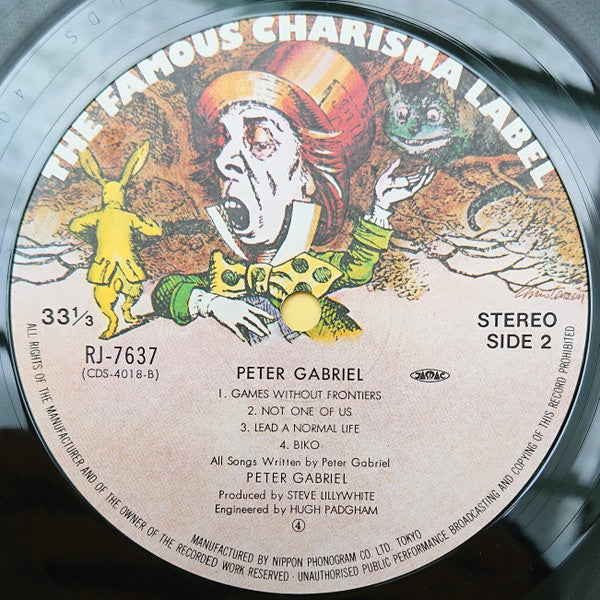 THE FAMOUS CHARISMA LABEL
Christensen
33⅓
RJ-7637
(CDS-4018-B)
STEREO
SIDE 2
PETER GABRIEL
JASRAC
1. GAMES WITHOUT FRONTIERS
2. NOT ONE OF US
3. LEAD A NORMAL LIFE
4. BIKO
All Songs Written by Peter Gabriel
PETER GABRIEL
Produced by STEVE LILLYWHITE
Engineered by HUGH PADGHAM
④
MANUFACTURED BY NIPPON PHONOGRAM CO. LTD. TOKYO
ALL RIGHTS OF THE MANUFACTURER AND OF THE OWNER OF THE RECORDED WORK RESERVED · UNAUTHORISED PUBLIC PERFORMANCE BROADCASTING AND COPYING OF THIS RECORD PROHIBITED